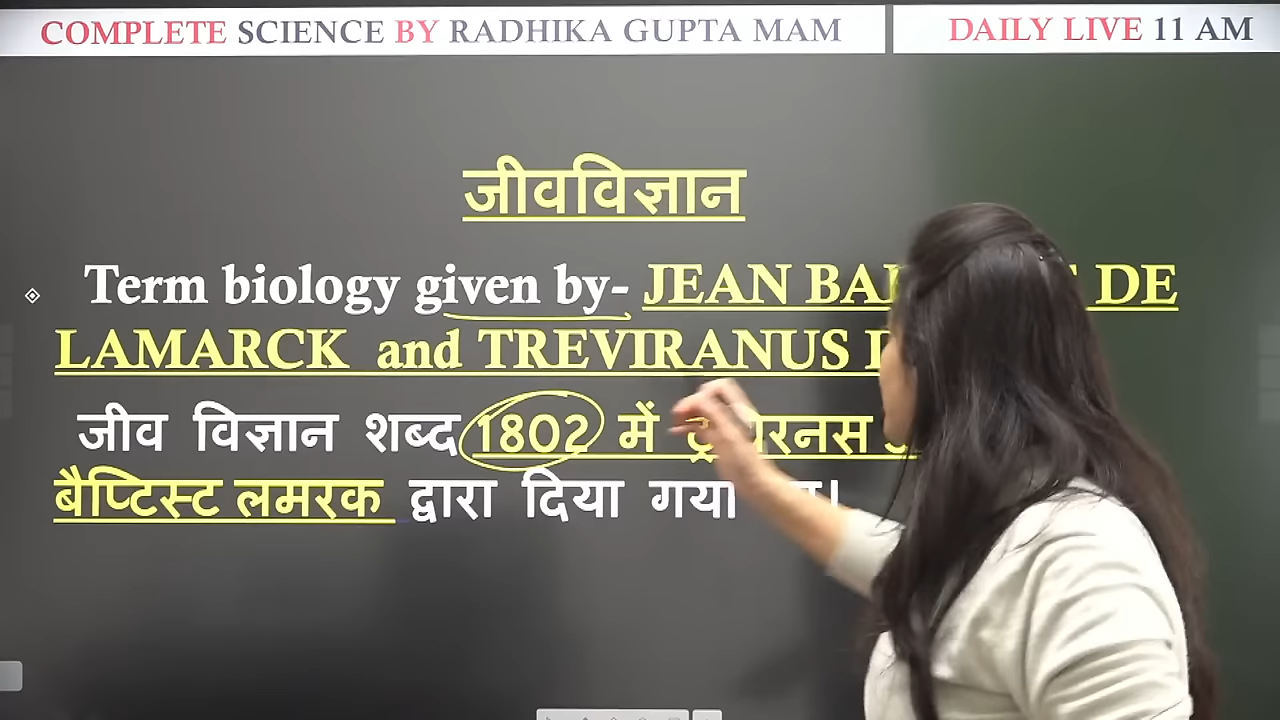 COMPLETE SCIENCE BY RADHIKA GUPTA MAM
DAILY LIVE 11 AM
जीवविज्ञान
Term biology given by- JEAN DE
LAMARCK and TREVIRANUS
जीव विज्ञान शब्द 1802 में
बैप्टिस्ट लमरक द्वारा दिया गया